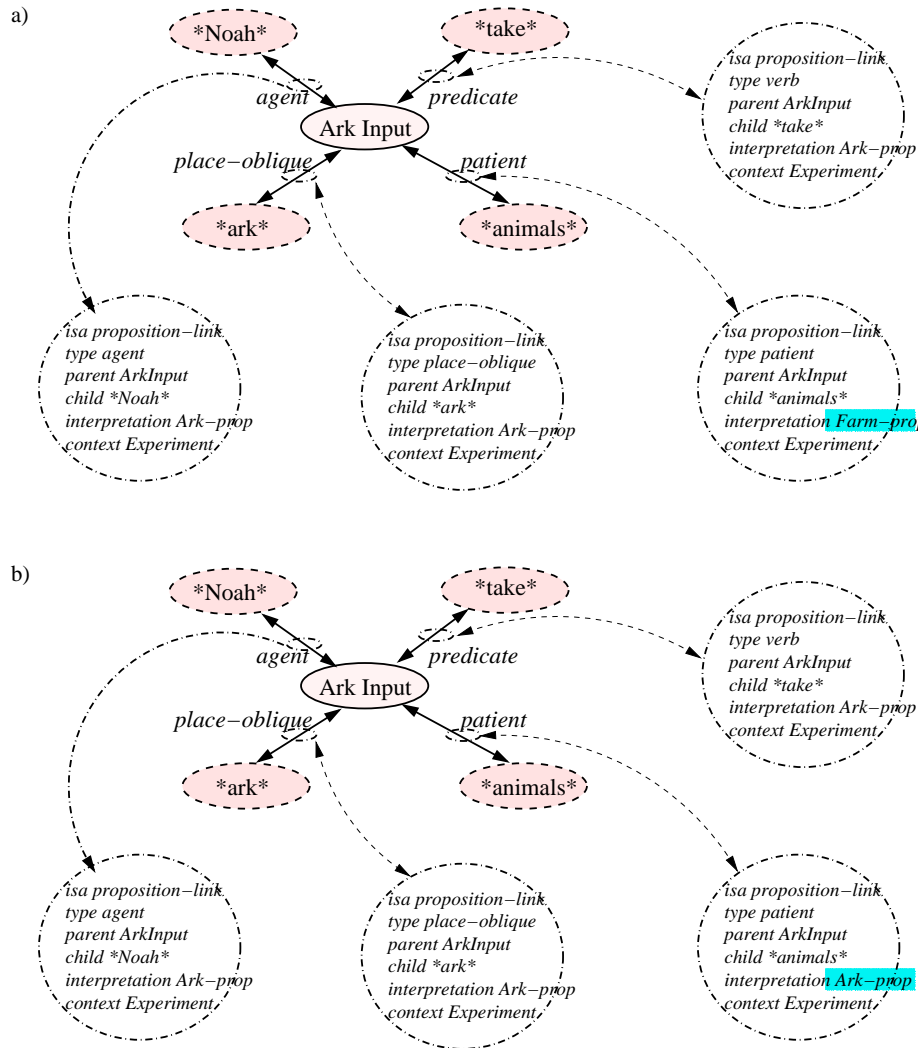 a)
*Noah*
*take*
agent
predicate
Ark Input
place−oblique
patient
*ark*
*animals*
isa proposition−link
type verb
parent ArkInput
child *take*
interpretation Ark−prop
context Experiment
isa proposition−link
type agent
parent ArkInput
child *Noah*
interpretation Ark−prop
context Experiment
isa proposition−link
type place−oblique
parent ArkInput
child *ark*
interpretation Ark−prop
context Experiment
isa proposition−link
type patient
parent ArkInput
child *animals*
interpretation Farm−prop
context Experiment
b)
*Noah*
*take*
agent
predicate
Ark Input
place−oblique
patient
*ark*
*animals*
isa proposition−link
type verb
parent ArkInput
child *take*
interpretation Ark−prop
context Experiment
isa proposition−link
type agent
parent ArkInput
child *Noah*
interpretation Ark−prop
context Experiment
isa proposition−link
type place−oblique
parent ArkInput
child *ark*
interpretation Ark−prop
context Experiment
isa proposition−link
type patient
parent ArkInput
child *animals*
interpretation Ark−prop
context Experiment